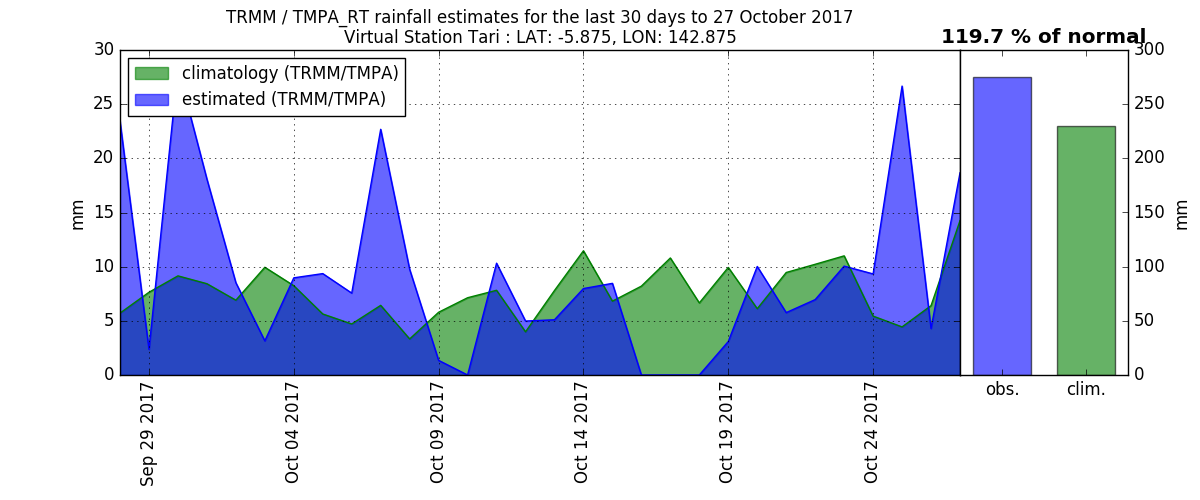 TRMM / TMPA_RT rainfall estimates for the last 30 days to 27 October 2017
Virtual Station Tari : LAT: -5.875, LON: 142.875
119.7 % of normal
climatology (TRMM/TMPA)
estimated (TRMM/TMPA)
30
25
20
15
10
5
0
mm
Sep 29 2017
Oct 04 2017
Oct 09 2017
Oct 14 2017
Oct 19 2017
Oct 24 2017
obs.
clim.
300
250
200
150
100
50
0
mm